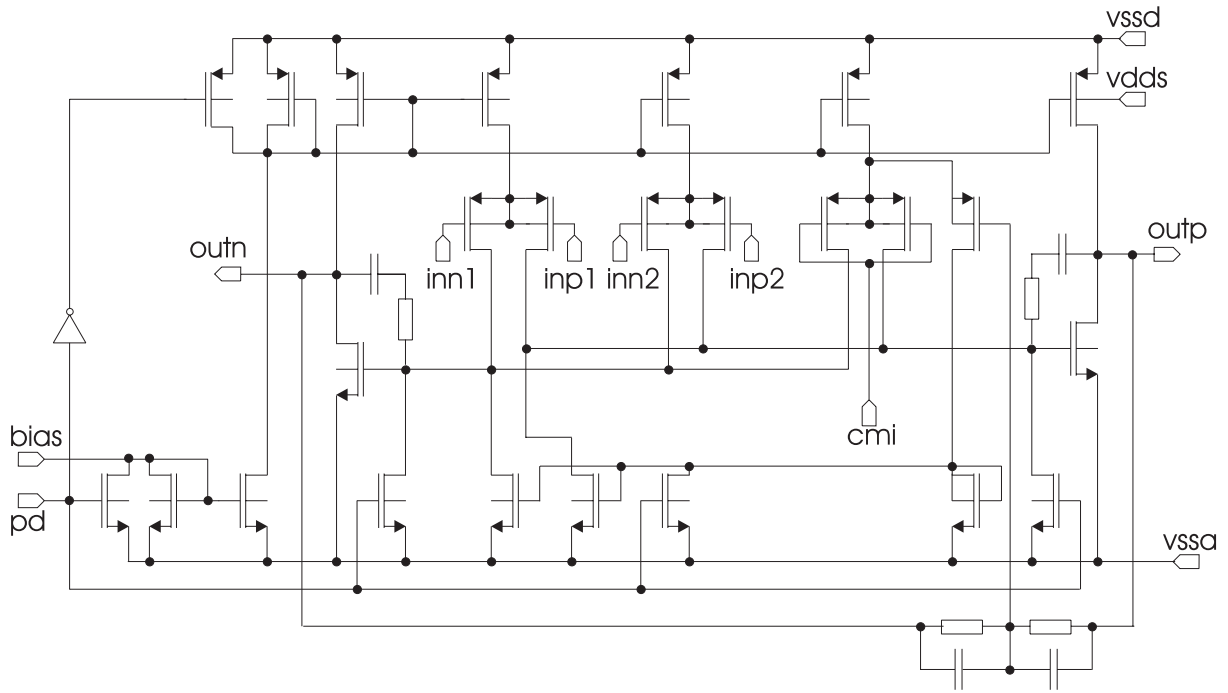 vssd
vdds
outn
outp
inn1
inp1
inn2
inp2
cmi
bias
pd
vssa